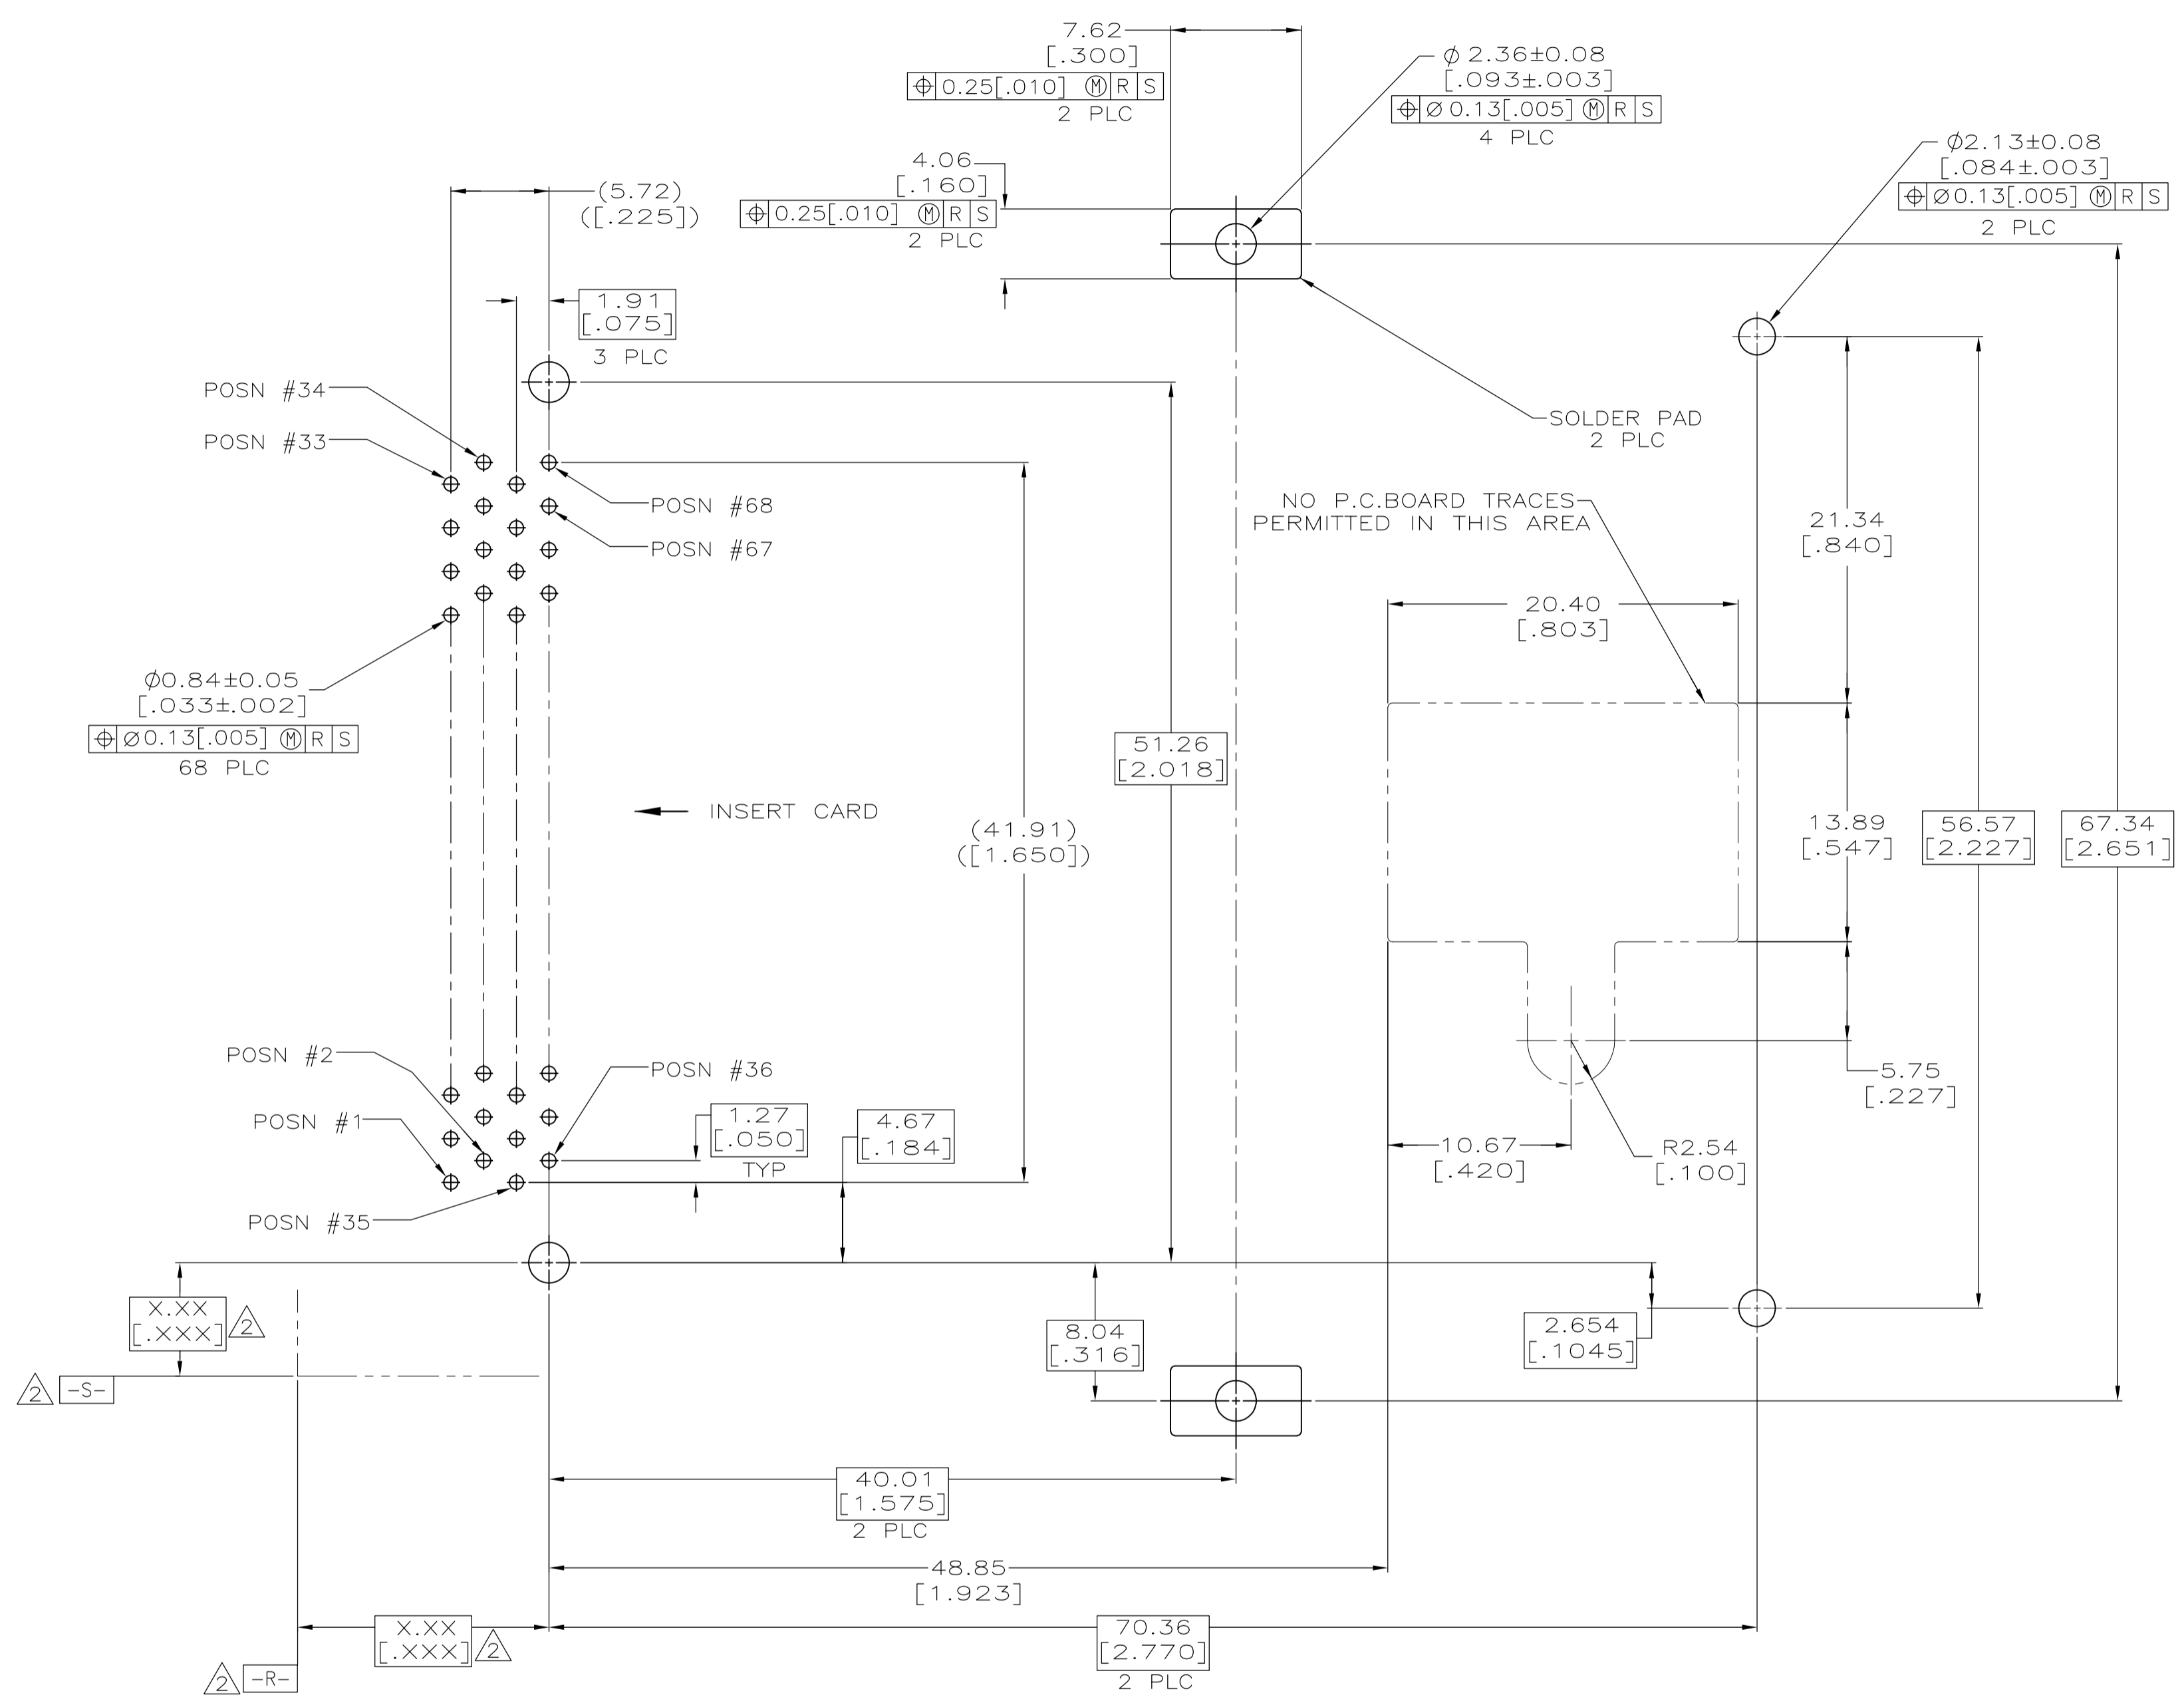 7.62
[.300]
⌖ 0.25[.010] Ⓜ R S
2 PLC
ϕ 2.36±0.08
[.093±.003]
⌖ ⌀ 0.13[.005] Ⓜ R S
4 PLC
ϕ2.13±0.08
[.084±.003]
⌖ ⌀0.13[.005] Ⓜ R S
2 PLC
4.06
[.160]
⌖ 0.25[.010] Ⓜ R S
2 PLC
(5.72)
([.225])
1.91
[.075]
3 PLC
POSN #34
POSN #33
POSN #68
POSN #67
SOLDER PAD
2 PLC
NO P.C.BOARD TRACES
PERMITTED IN THIS AREA
21.34
[.840]
20.40
[.803]
ϕ0.84±0.05
[.033±.002]
⌖ ⌀0.13[.005] Ⓜ R S
68 PLC
51.26
[2.018]
INSERT CARD
(41.91)
([1.650])
13.89
[.547]
56.57
[2.227]
67.34
[2.651]
POSN #2
POSN #36
POSN #1
1.27
[.050]
TYP
4.67
[.184]
5.75
[.227]
10.67
[.420]
R2.54
[.100]
POSN #35
X.XX
[.XXX]
2
8.04
[.316]
2.654
[.1045]
2
-S-
40.01
[1.575]
2 PLC
48.85
[1.923]
X.XX
[.XXX]
2
70.36
[2.770]
2 PLC
2
-R-